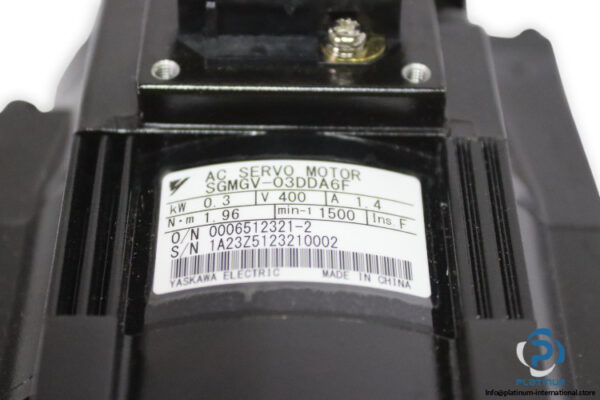 AC SERVO MOTOR
SGMGV-03DDA6F
kW 0.3 V 400 A 1.4
N·m 1.96 min-1 1500 Ins. F
O/N 0006512321-2
S/N 1A23Z5123210002
YASKAWA ELECTRIC MADE IN CHINA
PLATINUM
info@platinum-international.store